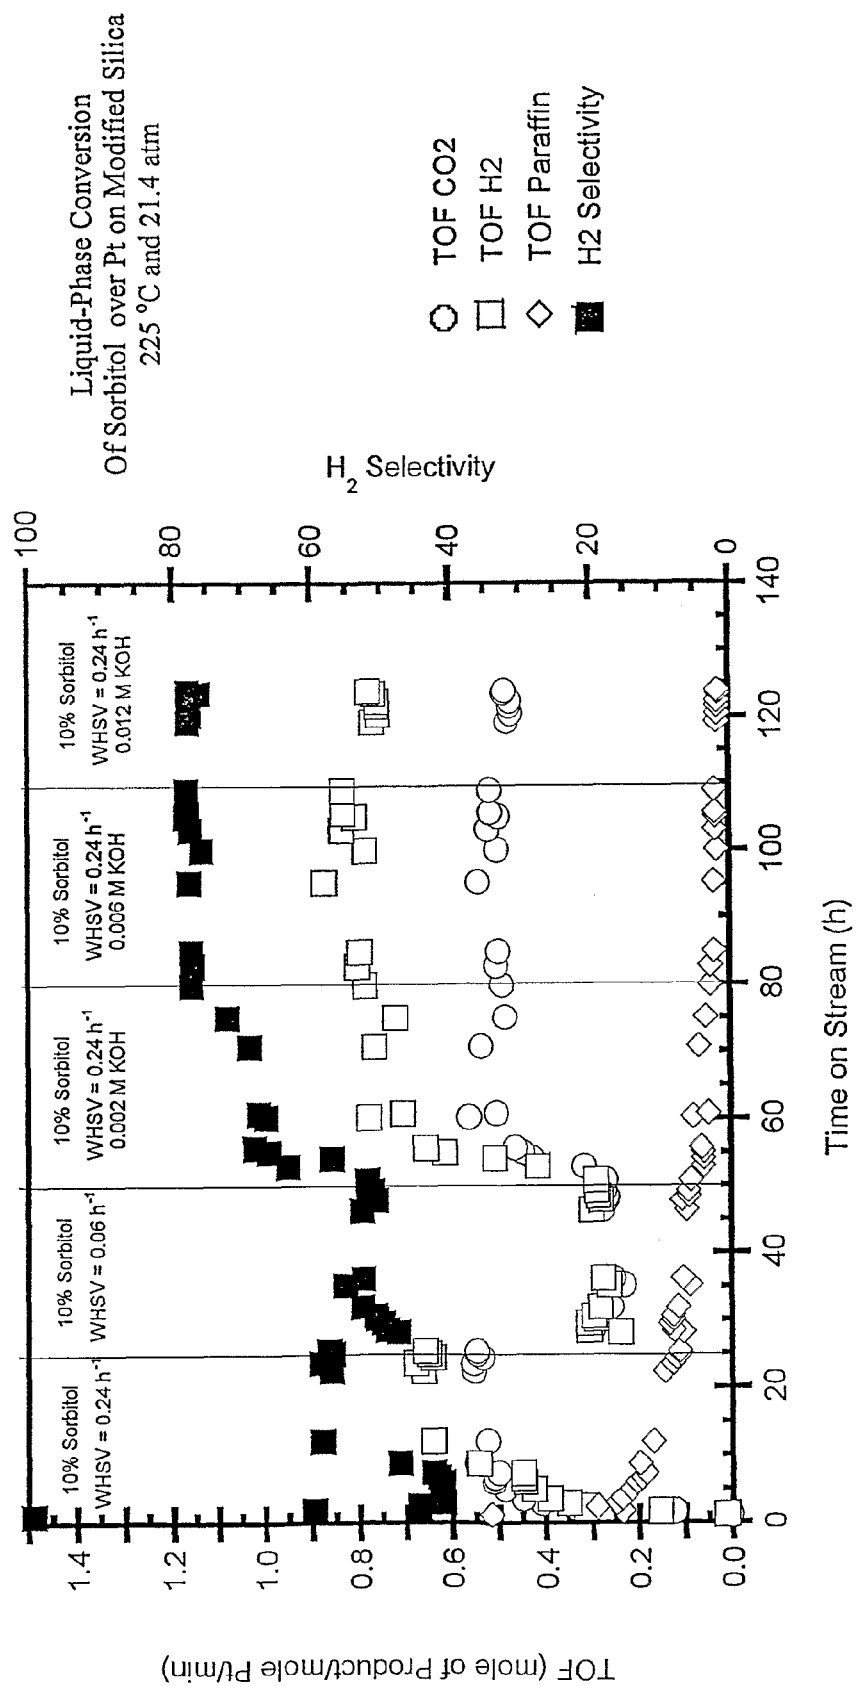 Liquid-Phase Conversion
Of Sorbitol over Pt on Modified Silica
225 °C and 21.4 atm
TOF CO2
TOF H2
TOF Paraffin
H2 Selectivity
H2 Selectivity
100
80
60
40
20
0
10% Sorbitol
WHSV = 0.24 h⁻¹
10% Sorbitol
WHSV = 0.06 h⁻¹
10% Sorbitol
WHSV = 0.24 h⁻¹
0.002 M KOH
10% Sorbitol
WHSV = 0.24 h⁻¹
0.006 M KOH
10% Sorbitol
WHSV = 0.24 h⁻¹
0.012 M KOH
1.4
1.2
1.0
0.8
0.6
0.4
0.2
0.0
0
20
40
60
80
100
120
140
Time on Stream (h)
TOF (mole of Product/mole Pt/min)